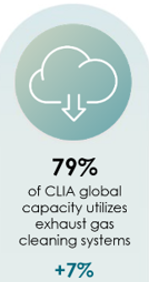 79%
of CLIA global
capacity utilizes
exhaust gas
cleaning systems
+7%